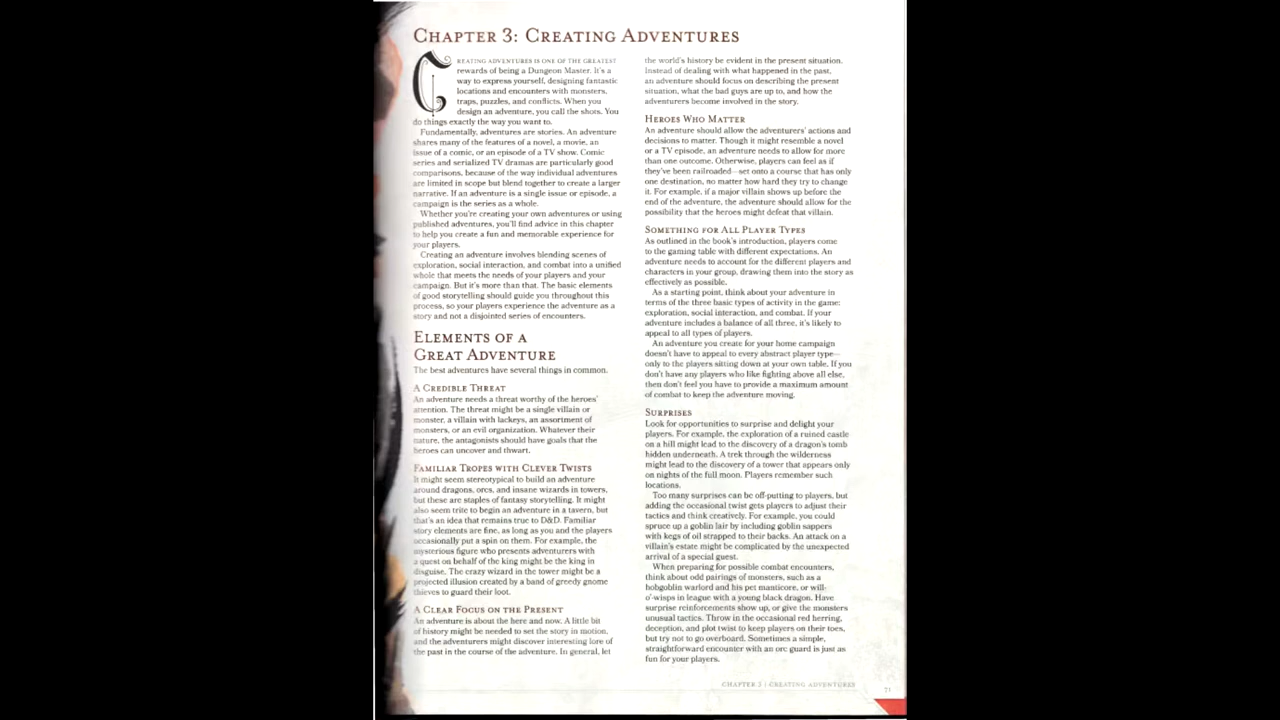 CHAPTER 3: CREATING ADVENTURES
CREATING ADVENTURES IS ONE OF THE GREATEST
rewards of being a Dungeon Master. It's a
way to express yourself, designing fantastic
locations and encounters with monsters,
traps, puzzles, and conflicts. When you
design an adventure, you call the shots. You
do things exactly the way you want to.
Fundamentally, adventures are stories. An adventure
shares many of the features of a novel, a movie, an
issue of a comic, or an episode of a TV show. Comic
series and serialized TV dramas are particularly good
comparisons, because of the way individual adventures
are limited in scope but blend together to create a larger
narrative. If an adventure is a single issue or episode, a
campaign is the series as a whole.
Whether you're creating your own adventures or using
published adventures, you'll find advice in this chapter
to help you create a fun and memorable experience for
your players.
Creating an adventure involves blending scenes of
exploration, social interaction, and combat into a unified
whole that meets the needs of your players and your
campaign. But it's more than that. The basic elements
of good storytelling should guide you throughout this
process, so your players experience the adventure as a
story and not a disjointed series of encounters.
ELEMENTS OF A
GREAT ADVENTURE
The best adventures have several things in common.
A CREDIBLE THREAT
An adventure needs a threat worthy of the heroes'
attention. The threat might be a single villain or
monster, a villain with lackeys, an assortment of
monsters, or an evil organization. Whatever their
nature, the antagonists should have goals that the
heroes can uncover and thwart.
FAMILIAR TROPES WITH CLEVER TWISTS
It might seem stereotypical to build an adventure
around dragons, orcs, and insane wizards in towers,
but these are staples of fantasy storytelling. It might
also seem trite to begin an adventure in a tavern, but
that's an idea that remains true to D&D. Familiar
story elements are fine, as long as you and the players
occasionally put a spin on them. For example, the
mysterious figure who presents adventurers with
a quest on behalf of the king might be the king in
disguise. The crazy wizard in the tower might be a
projected illusion created by a band of greedy gnome
thieves to guard their loot.
A CLEAR FOCUS ON THE PRESENT
An adventure is about the here and now. A little bit
of history might be needed to set the story in motion,
and the adventurers might discover interesting lore of
the past in the course of the adventure. In general, let
the world's history be evident in the present situation.
Instead of dealing with what happened in the past,
an adventure should focus on describing the present
situation, what the bad guys are up to, and how the
adventurers become involved in the story.
HEROES WHO MATTER
An adventure should allow the adventurers' actions and
decisions to matter. Though it might resemble a novel
or a TV episode, an adventure needs to allow for more
than one outcome. Otherwise, players can feel as if
they've been railroaded—set onto a course that has only
one destination, no matter how hard they try to change
it. For example, if a major villain shows up before the
end of the adventure, the adventure should allow for the
possibility that the heroes might defeat that villain.
SOMETHING FOR ALL PLAYER TYPES
As outlined in the book's introduction, players come
to the gaming table with different expectations. An
adventure needs to account for the different players and
characters in your group, drawing them into the story as
effectively as possible.
As a starting point, think about your adventure in
terms of the three basic types of activity in the game:
exploration, social interaction, and combat. If your
adventure includes a balance of all three, it's likely to
appeal to all types of players.
An adventure you create for your home campaign
doesn't have to appeal to every abstract player type—
only to the players sitting down at your own table. If you
don't have any players who like fighting above all else,
then don't feel you have to provide a maximum amount
of combat to keep the adventure moving.
SURPRISES
Look for opportunities to surprise and delight your
players. For example, the exploration of a ruined castle
on a hill might lead to the discovery of a dragon's tomb
hidden underneath. A trek through the wilderness
might lead to the discovery of a tower that appears only
on nights of the full moon. Players remember such
locations.
Too many surprises can be off-putting to players, but
adding the occasional twist gets players to adjust their
tactics and think creatively. For example, you could
spruce up a goblin lair by including goblin sappers
with kegs of oil strapped to their backs. An attack on a
villain's estate might be complicated by the unexpected
arrival of a special guest.
When preparing for possible combat encounters,
think about odd pairings of monsters, such as a
hobgoblin warlord and his pet manticore, or will-
o'-wisps in league with a young black dragon. Have
surprise reinforcements show up, or give the monsters
unusual tactics. Throw in the occasional red herring,
deception, and plot twist to keep players on their toes,
but try not to go overboard. Sometimes a simple,
straightforward encounter with an orc guard is just as
fun for your players.
CHAPTER 3 | CREATING ADVENTURES
71